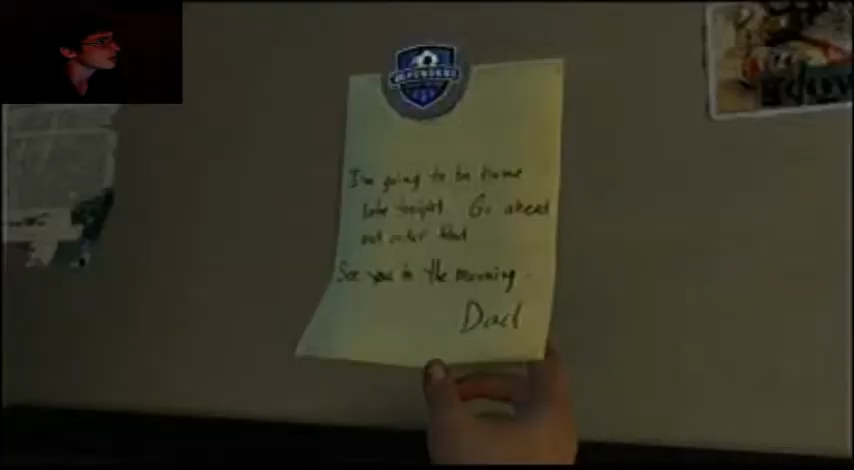 I'm going to be home
late tonight. Go ahead
and order food
See you in the morning.
Dad